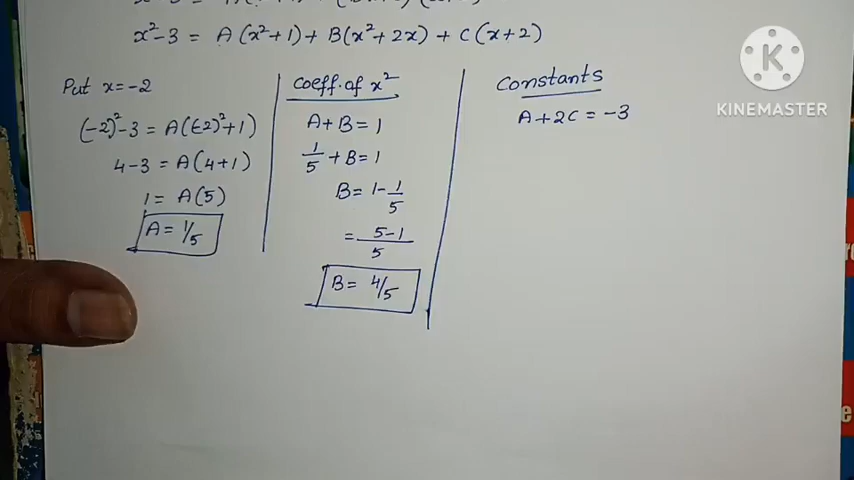 x²-3 = A(x²+1) + B(x²+2x) + C(x+2)
Put x=-2
(-2)²-3 = A((-2)²+1)
4-3 = A(4+1)
1 = A(5)
A = 1/5
Coeff.of x²
A+B = 1
1/5 + B = 1
B = 1-1/5
= 5-1/5
B = 4/5
Constants
A+2C = -3
KINEMASTER